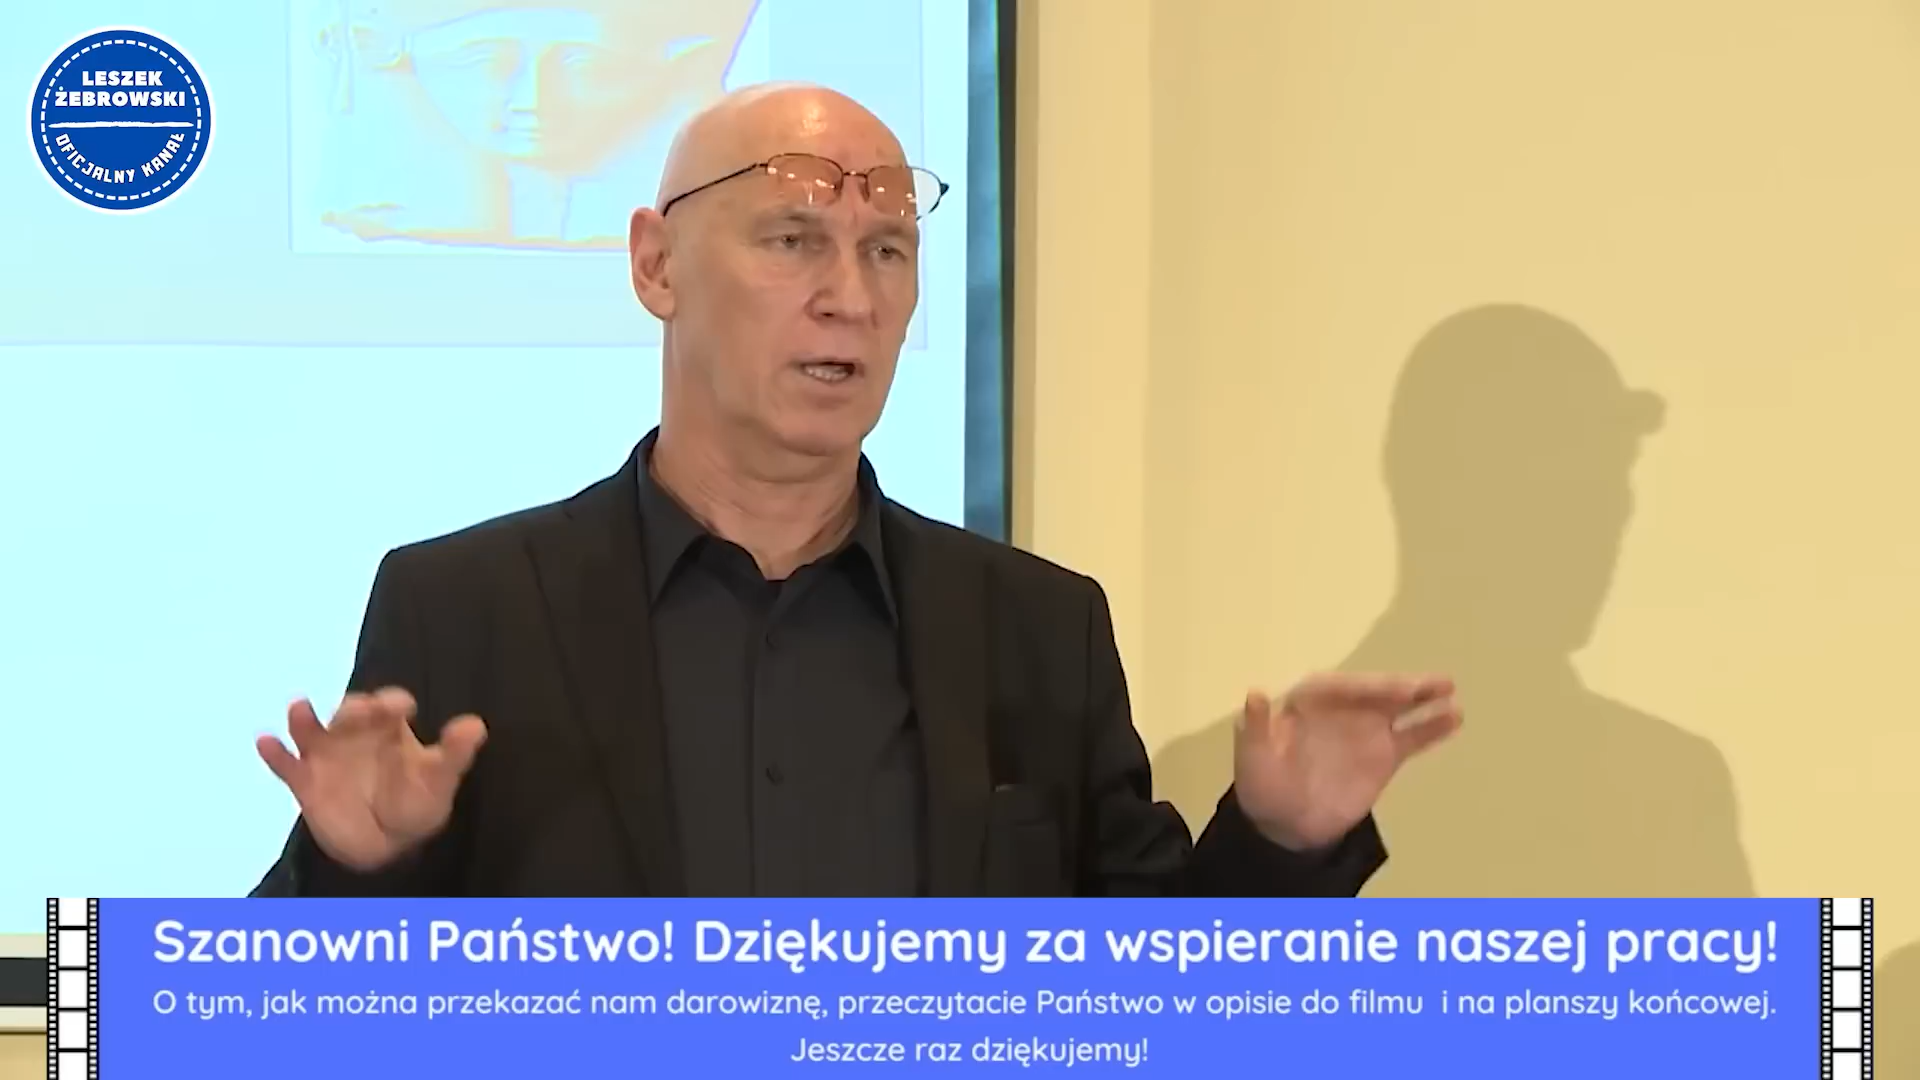 LESZEK
ŻEBROWSKI
OFICJALNY KANAŁ
Szanowni Państwo! Dziękujemy za wspieranie naszej pracy!
O tym, jak można przekazać nam darowiznę, przeczytacie Państwo w opisie do filmu i na planszy końcowej.
Jeszcze raz dziękujemy!